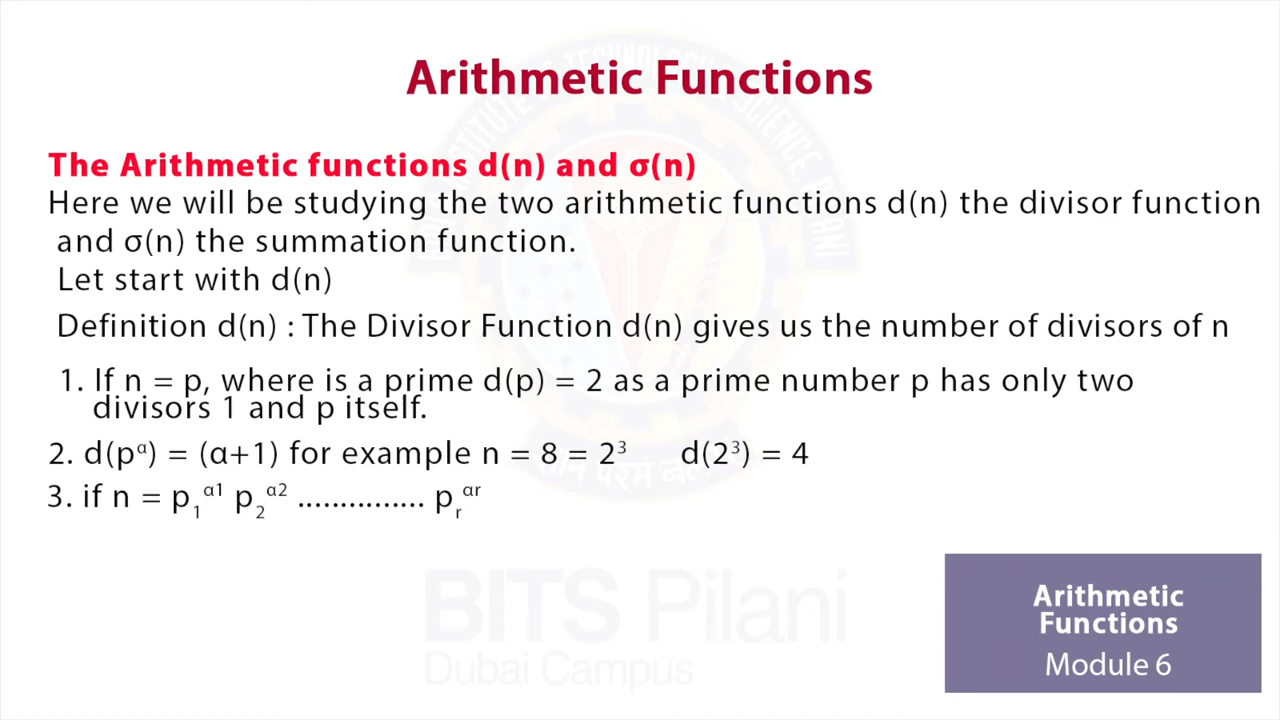 Arithmetic Functions
The Arithmetic functions d(n) and σ(n)
Here we will be studying the two arithmetic functions d(n) the divisor function
and σ(n) the summation function.
Let start with d(n)
Definition d(n) : The Divisor Function d(n) gives us the number of divisors of n
1. If n = p, where is a prime d(p) = 2 as a prime number p has only two
divisors 1 and p itself.
2. d(pᵅ) = (α+1) for example n = 8 = 2³ d(2³) = 4
3. if n = p₁ᵅ¹ p₂ᵅ² ............... pᵣᵅʳ
BITS Pilani
Dubai Campus
Arithmetic
Functions
Module 6